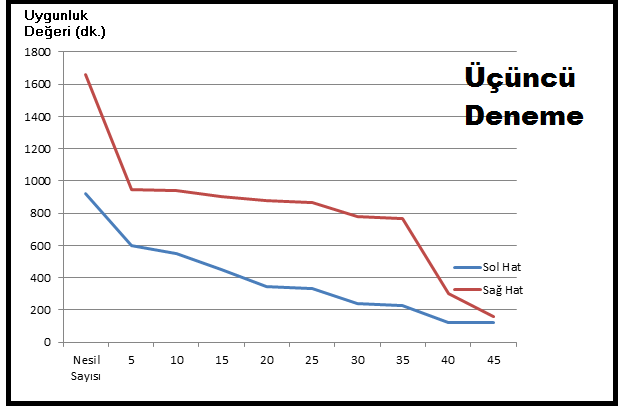 Uygunluk
Değeri (dk.)
1800
1600
1400
1200
1000
800
600
400
200
0
Üçüncü
Deneme
Sol Hat
Sağ Hat
Nesil
Sayısı
5 10 15 20 25 30 35 40 45